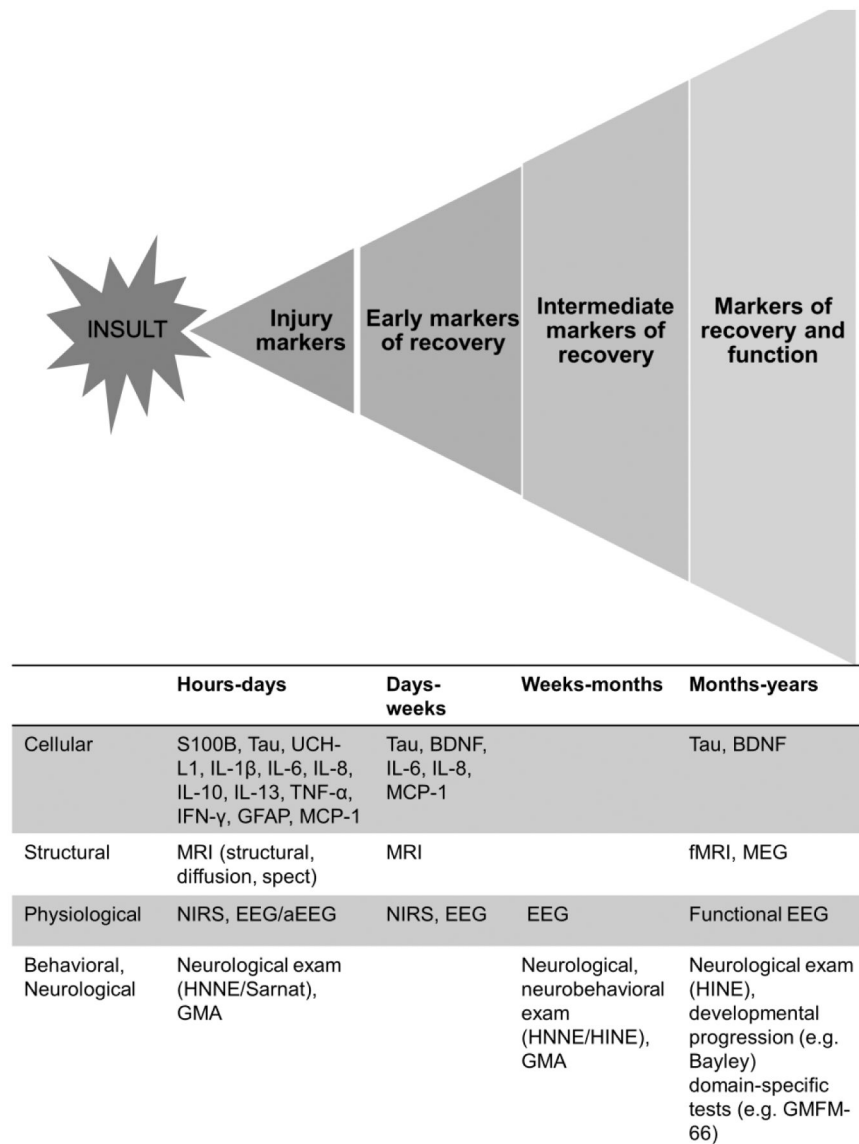 INSULT
Injury
markers
Early markers
of recovery
Intermediate
markers of
recovery
Markers of
recovery and
function
Hours-days
Days-
weeks
Weeks-months
Months-years
Cellular
S100B, Tau, UCH-
L1, IL-1β, IL-6, IL-8,
IL-10, IL-13, TNF-α,
IFN-γ, GFAP, MCP-1
Tau, BDNF,
IL-6, IL-8,
MCP-1
Tau, BDNF
Structural
MRI (structural,
diffusion, spect)
MRI
fMRI, MEG
Physiological
NIRS, EEG/aEEG
NIRS, EEG
EEG
Functional EEG
Behavioral,
Neurological
Neurological exam
(HNNE/Sarnat),
GMA
Neurological,
neurobehavioral
exam
(HNNE/HINE),
GMA
Neurological exam
(HINE),
developmental
progression (e.g.
Bayley)
domain-specific
tests (e.g. GMFM-
66)